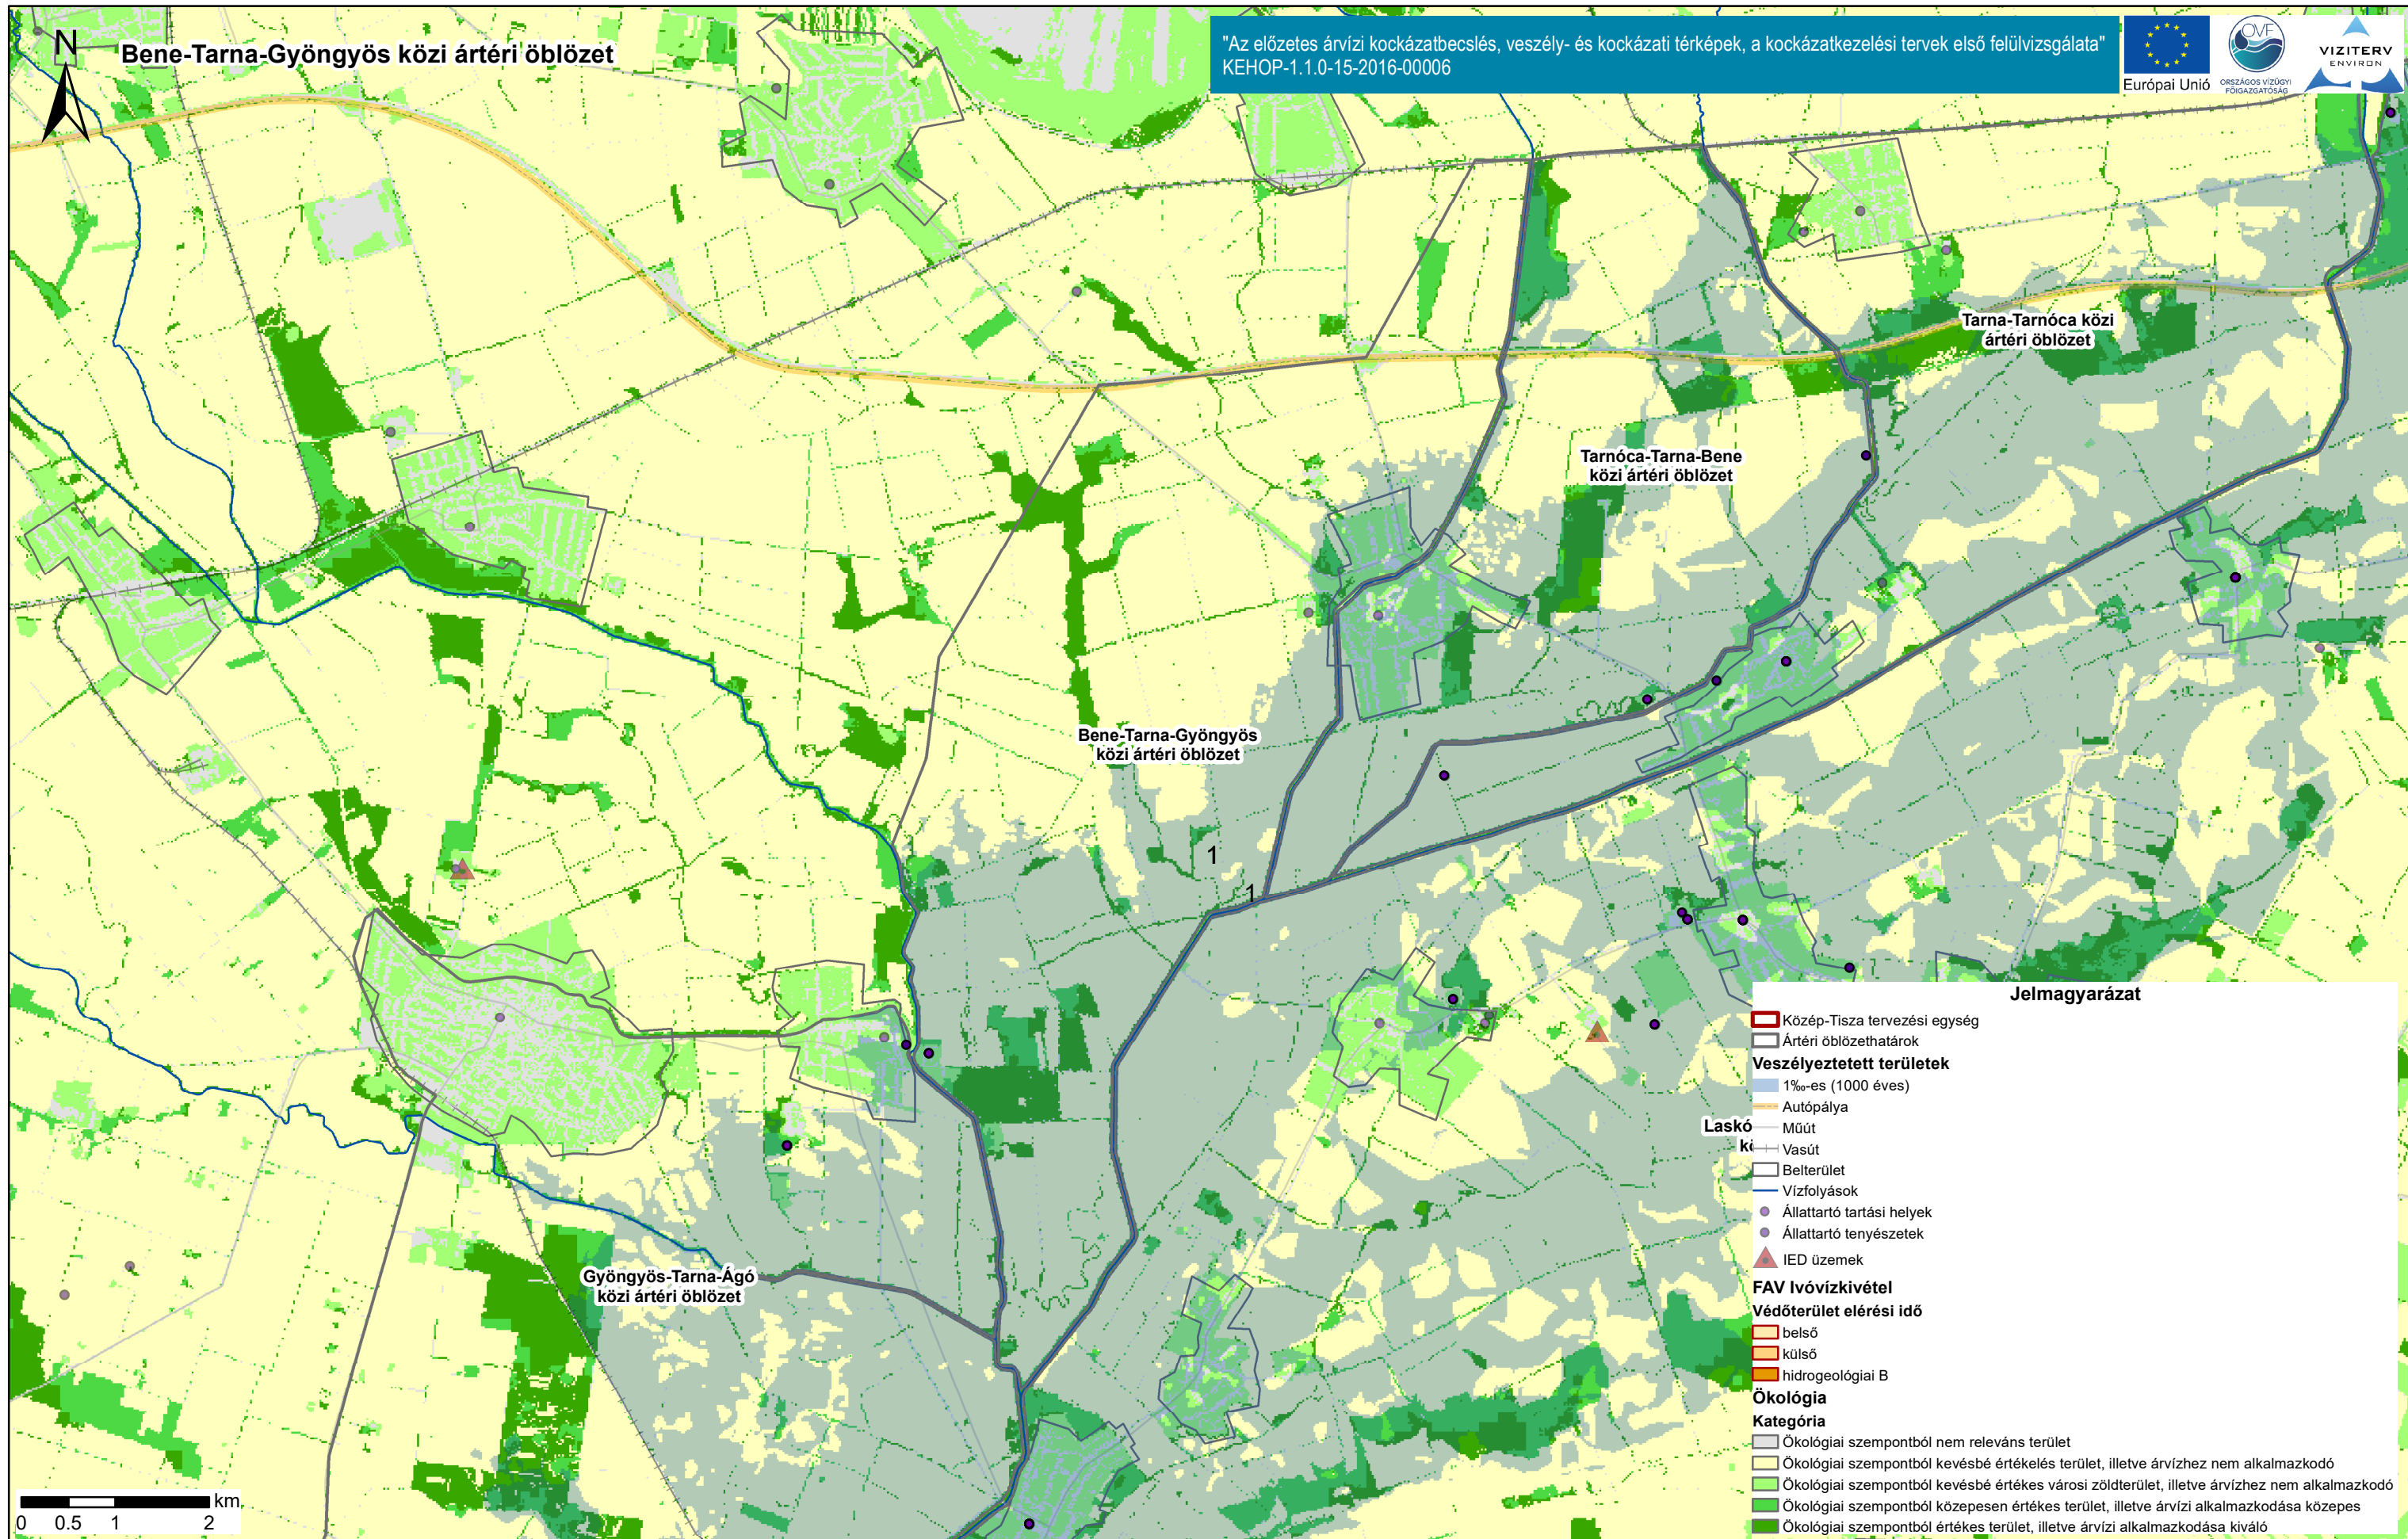 N
Bene-Tarna-Gyöngyös közi ártéri öblözet
"Az előzetes árvízi kockázatbecslés, veszély- és kockázati térképek, a kockázatkezelési tervek első felülvizsgálata"
KEHOP-1.1.0-15-2016-00006
Európai Unió
OVF
ORSZÁGOS VÍZÜGYI
FŐIGAZGATÓSÁG
VIZITERV
ENVIRON
Tarna-Tarnóca közi
ártéri öblözet
Tarnóca-Tarna-Bene
közi ártéri öblözet
Bene-Tarna-Gyöngyös
közi ártéri öblözet
1
1
Gyöngyös-Tarna-Ágó
közi ártéri öblözet
Laskó
kö
Jelmagyarázat
Közép-Tisza tervezési egység
Ártéri öblözethatárok
Veszélyeztetett területek
1‰-es (1000 éves)
Autópálya
Műút
Vasút
Belterület
Vízfolyások
Állattartó tartási helyek
Állattartó tenyészetek
IED üzemek
FAV Ivóvízkivétel
Védőterület elérési idő
belső
külső
hidrogeológiai B
Ökológia
Kategória
Ökológiai szempontból nem releváns terület
Ökológiai szempontból kevésbé értékelés terület, illetve árvízhez nem alkalmazkodó
Ökológiai szempontból kevésbé értékes városi zöldterület, illetve árvízhez nem alkalmazkodó
Ökológiai szempontból közepesen értékes terület, illetve árvízi alkalmazkodása közepes
Ökológiai szempontból értékes terület, illetve árvízi alkalmazkodása kiváló
km
0 0.5 1 2